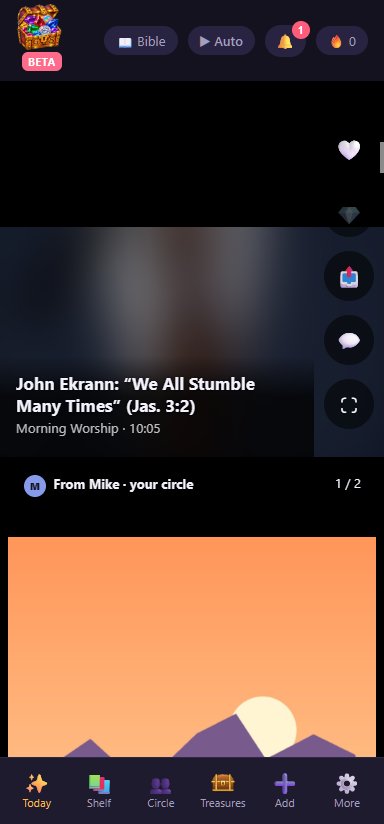 BETA
Bible
Auto
1
0
John Ekrann: “We All Stumble
Many Times” (Jas. 3:2)
Morning Worship · 10:05
M
From Mike · your circle
1 / 2
Today
Shelf
Circle
Treasures
Add
More